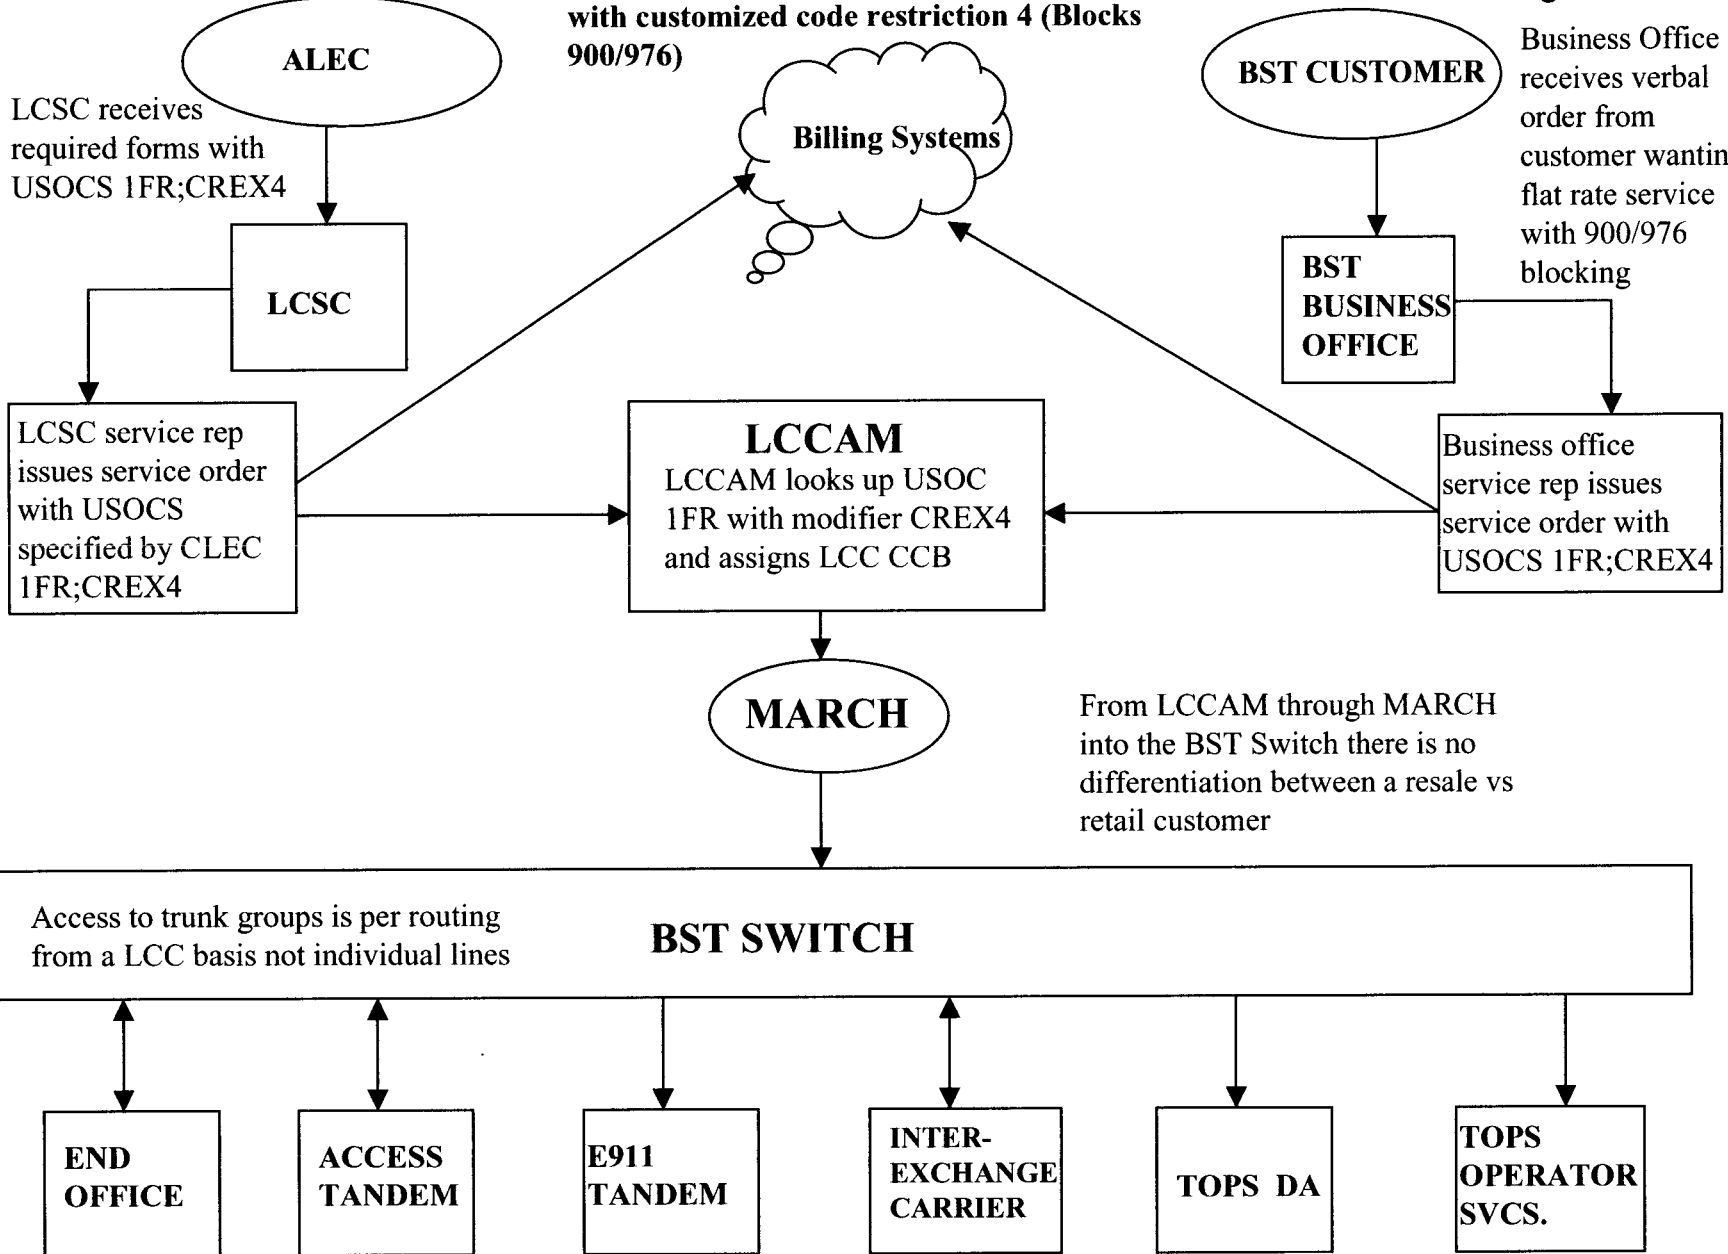 with customized code restriction 4 (Blocks
900/976)
ALEC
LCSC receives
required forms with
USOCS 1FR;CREX4
Billing Systems
BST CUSTOMER
Business Office
receives verbal
order from
customer wantin
flat rate service
with 900/976
blocking
LCSC
BST
BUSINESS
OFFICE
LCSC service rep
issues service order
with USOCS
specified by CLEC
1FR;CREX4
LCCAM
LCCAM looks up USOC
1FR with modifier CREX4
and assigns LCC CCB
Business office
service rep issues
service order with
USOCS 1FR;CREX4
MARCH
From LCCAM through MARCH
into the BST Switch there is no
differentiation between a resale vs
retail customer
Access to trunk groups is per routing
from a LCC basis not individual lines
BST SWITCH
END
OFFICE
ACCESS
TANDEM
E911
TANDEM
INTER-
EXCHANGE
CARRIER
TOPS DA
TOPS
OPERATOR
SVCS.